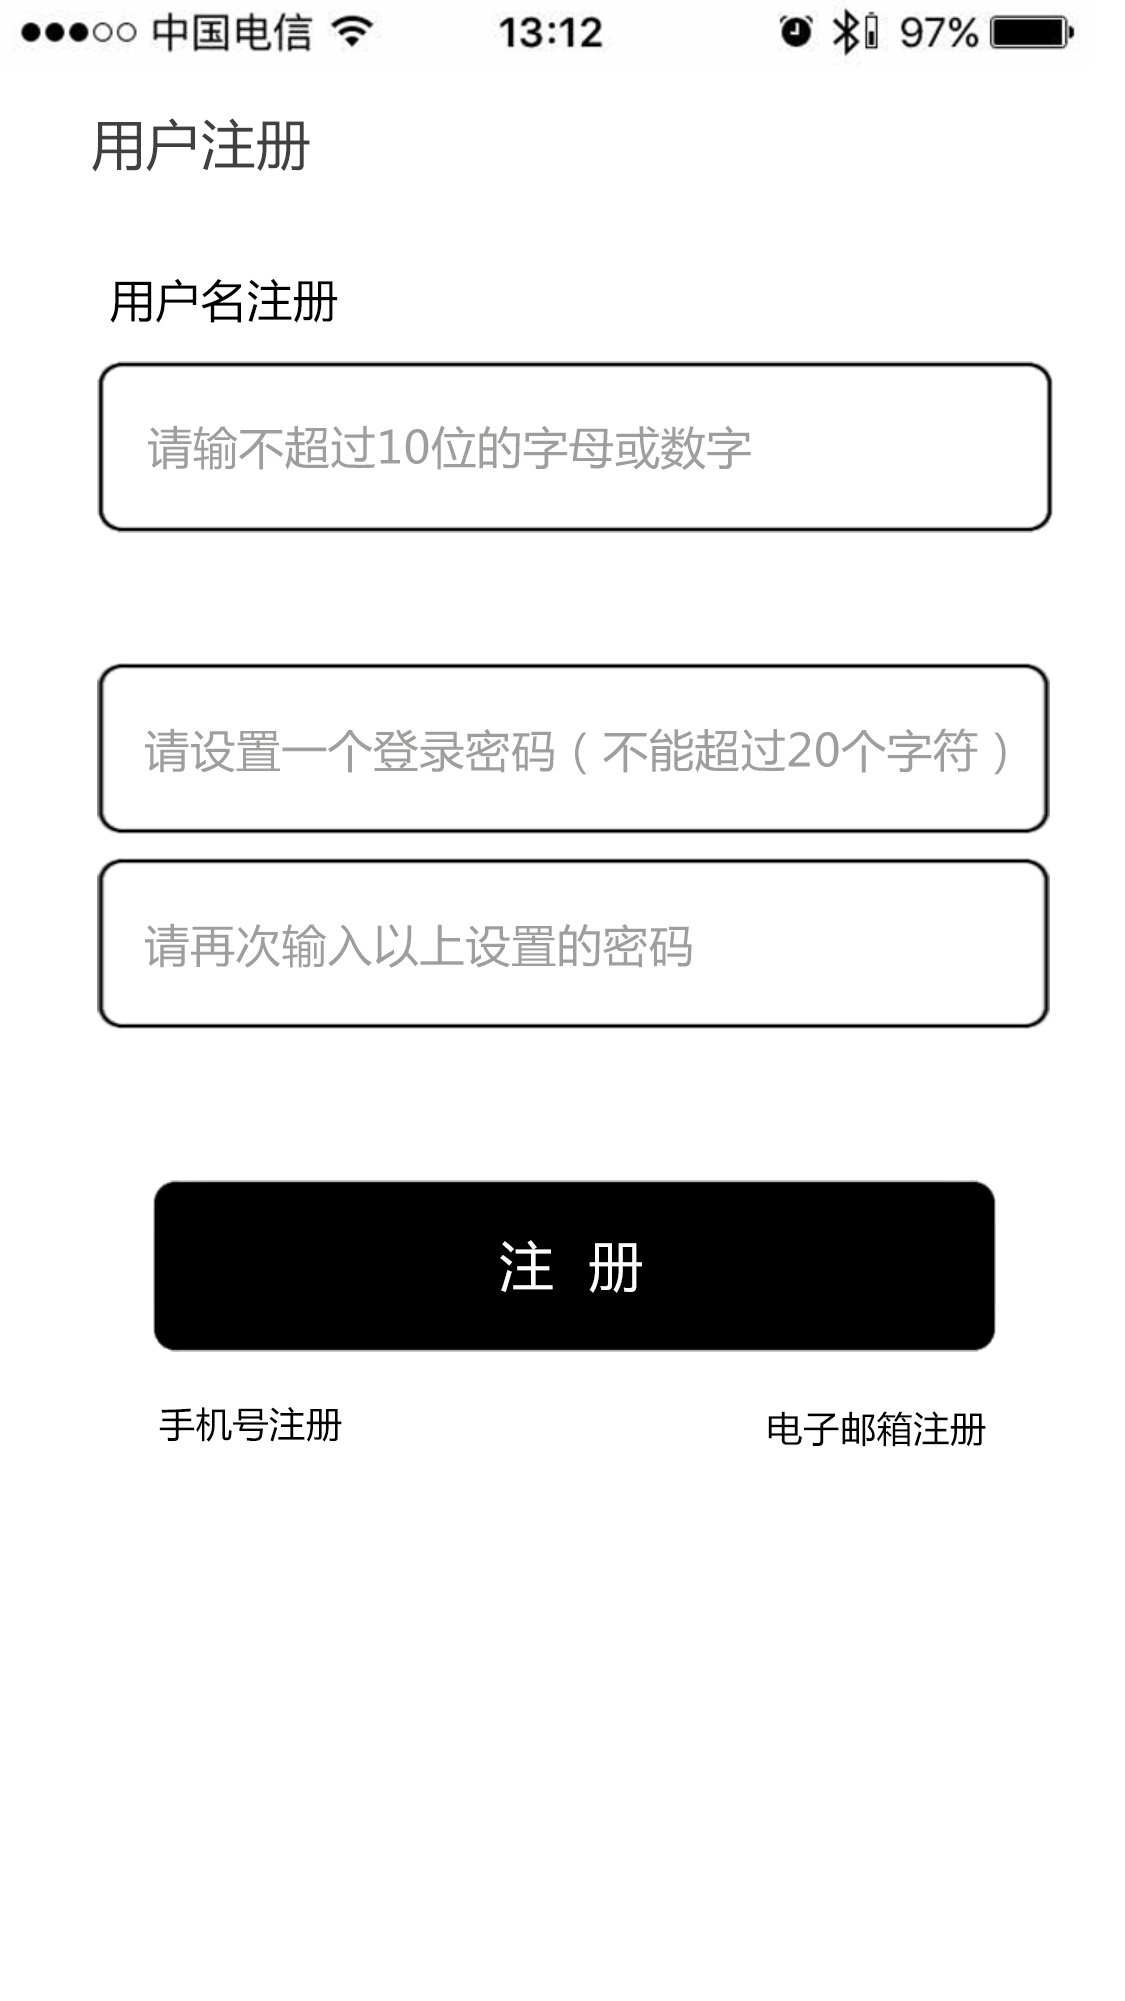 中国电信 13:12 97%
用户注册
用户名注册
请输不超过10位的字母或数字
请设置一个登录密码（不能超过20个字符）
请再次输入以上设置的密码
注 册
手机号注册 电子邮箱注册